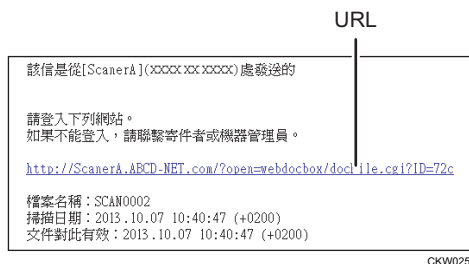 URL
該信是從[ScanerA](XXXX XX XXXX)處發送的
請登入下列網站。
如果不能登入，請聯繫寄件者或機器管理員。
http://ScanerA.ABCD-NET.com/?open=webdocbox/docfile.cgi?ID=72c
檔案名稱：SCAN0002
掃描日期：2013.10.07 10:40:47 (+0200)
文件對此有效：2013.10.07 10:40:47 (+0200)
CKW025